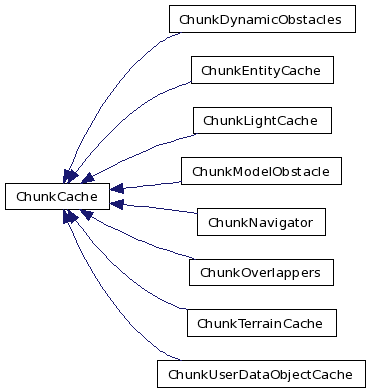 ChunkDynamicObstacles
ChunkEntityCache
ChunkLightCache
ChunkModelObstacle
ChunkCache
ChunkNavigator
ChunkOverlappers
ChunkTerrainCache
ChunkUserDataObjectCache